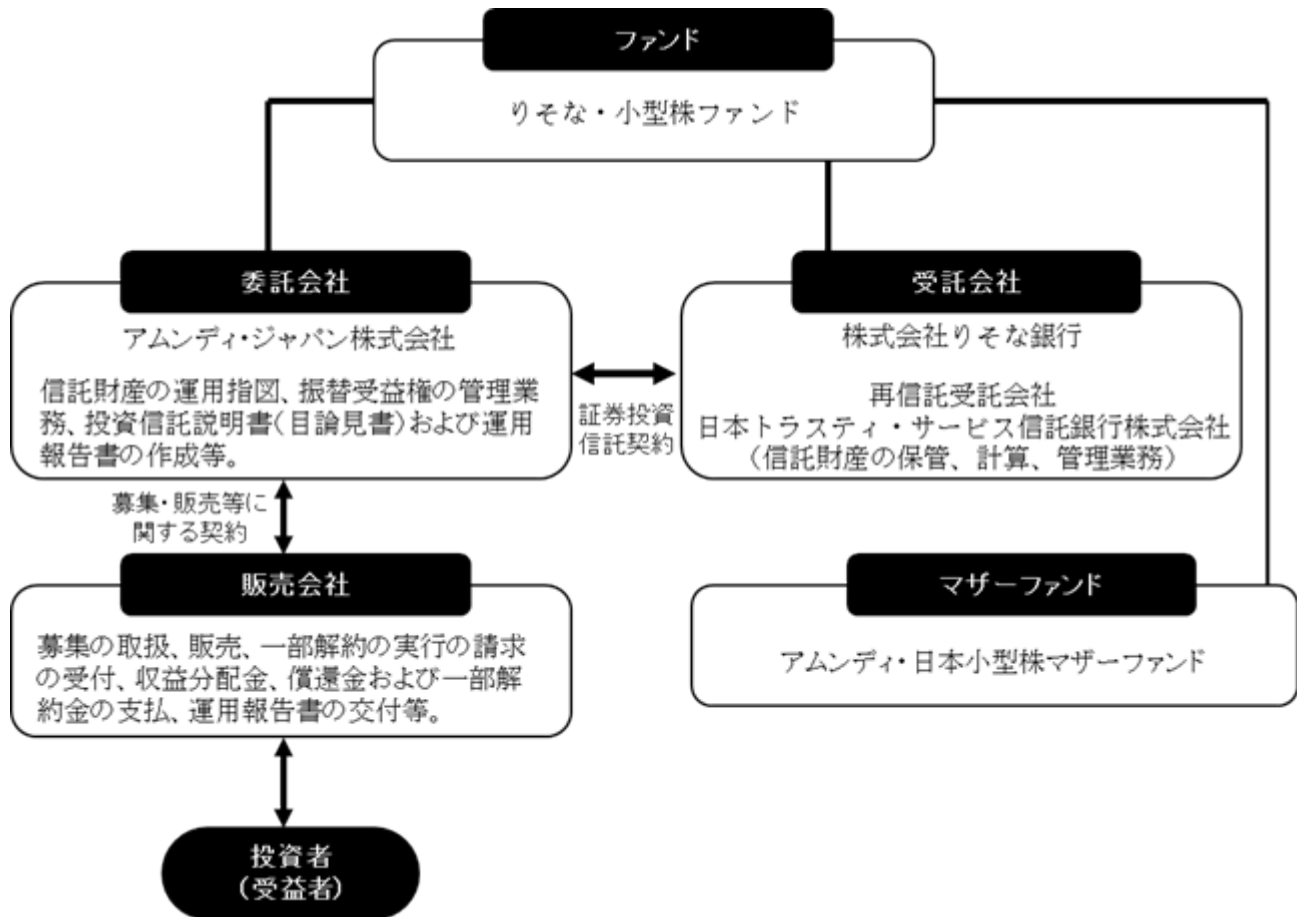 ファンド
りそな・小型株ファンド
委託会社
アムンディ・ジャパン株式会社
信託財産の運用指図、振替受益権の管理業
務、投資信託説明書(目論見書)および運用
報告書の作成等。
証券投資
信託契約
受託会社
株式会社りそな銀行
再信託受託会社
日本トラスティ・サービス信託銀行株式会社
（信託財産の保管、計算、管理業務）
募集・販売等に
関する契約
販売会社
募集の取扱、販売、一部解約の実行の請求
の受付、収益分配金、償還金および一部解
約金の支払、運用報告書の交付等。
マザーファンド
アムンディ・日本小型株マザーファンド
投資者
（受益者）